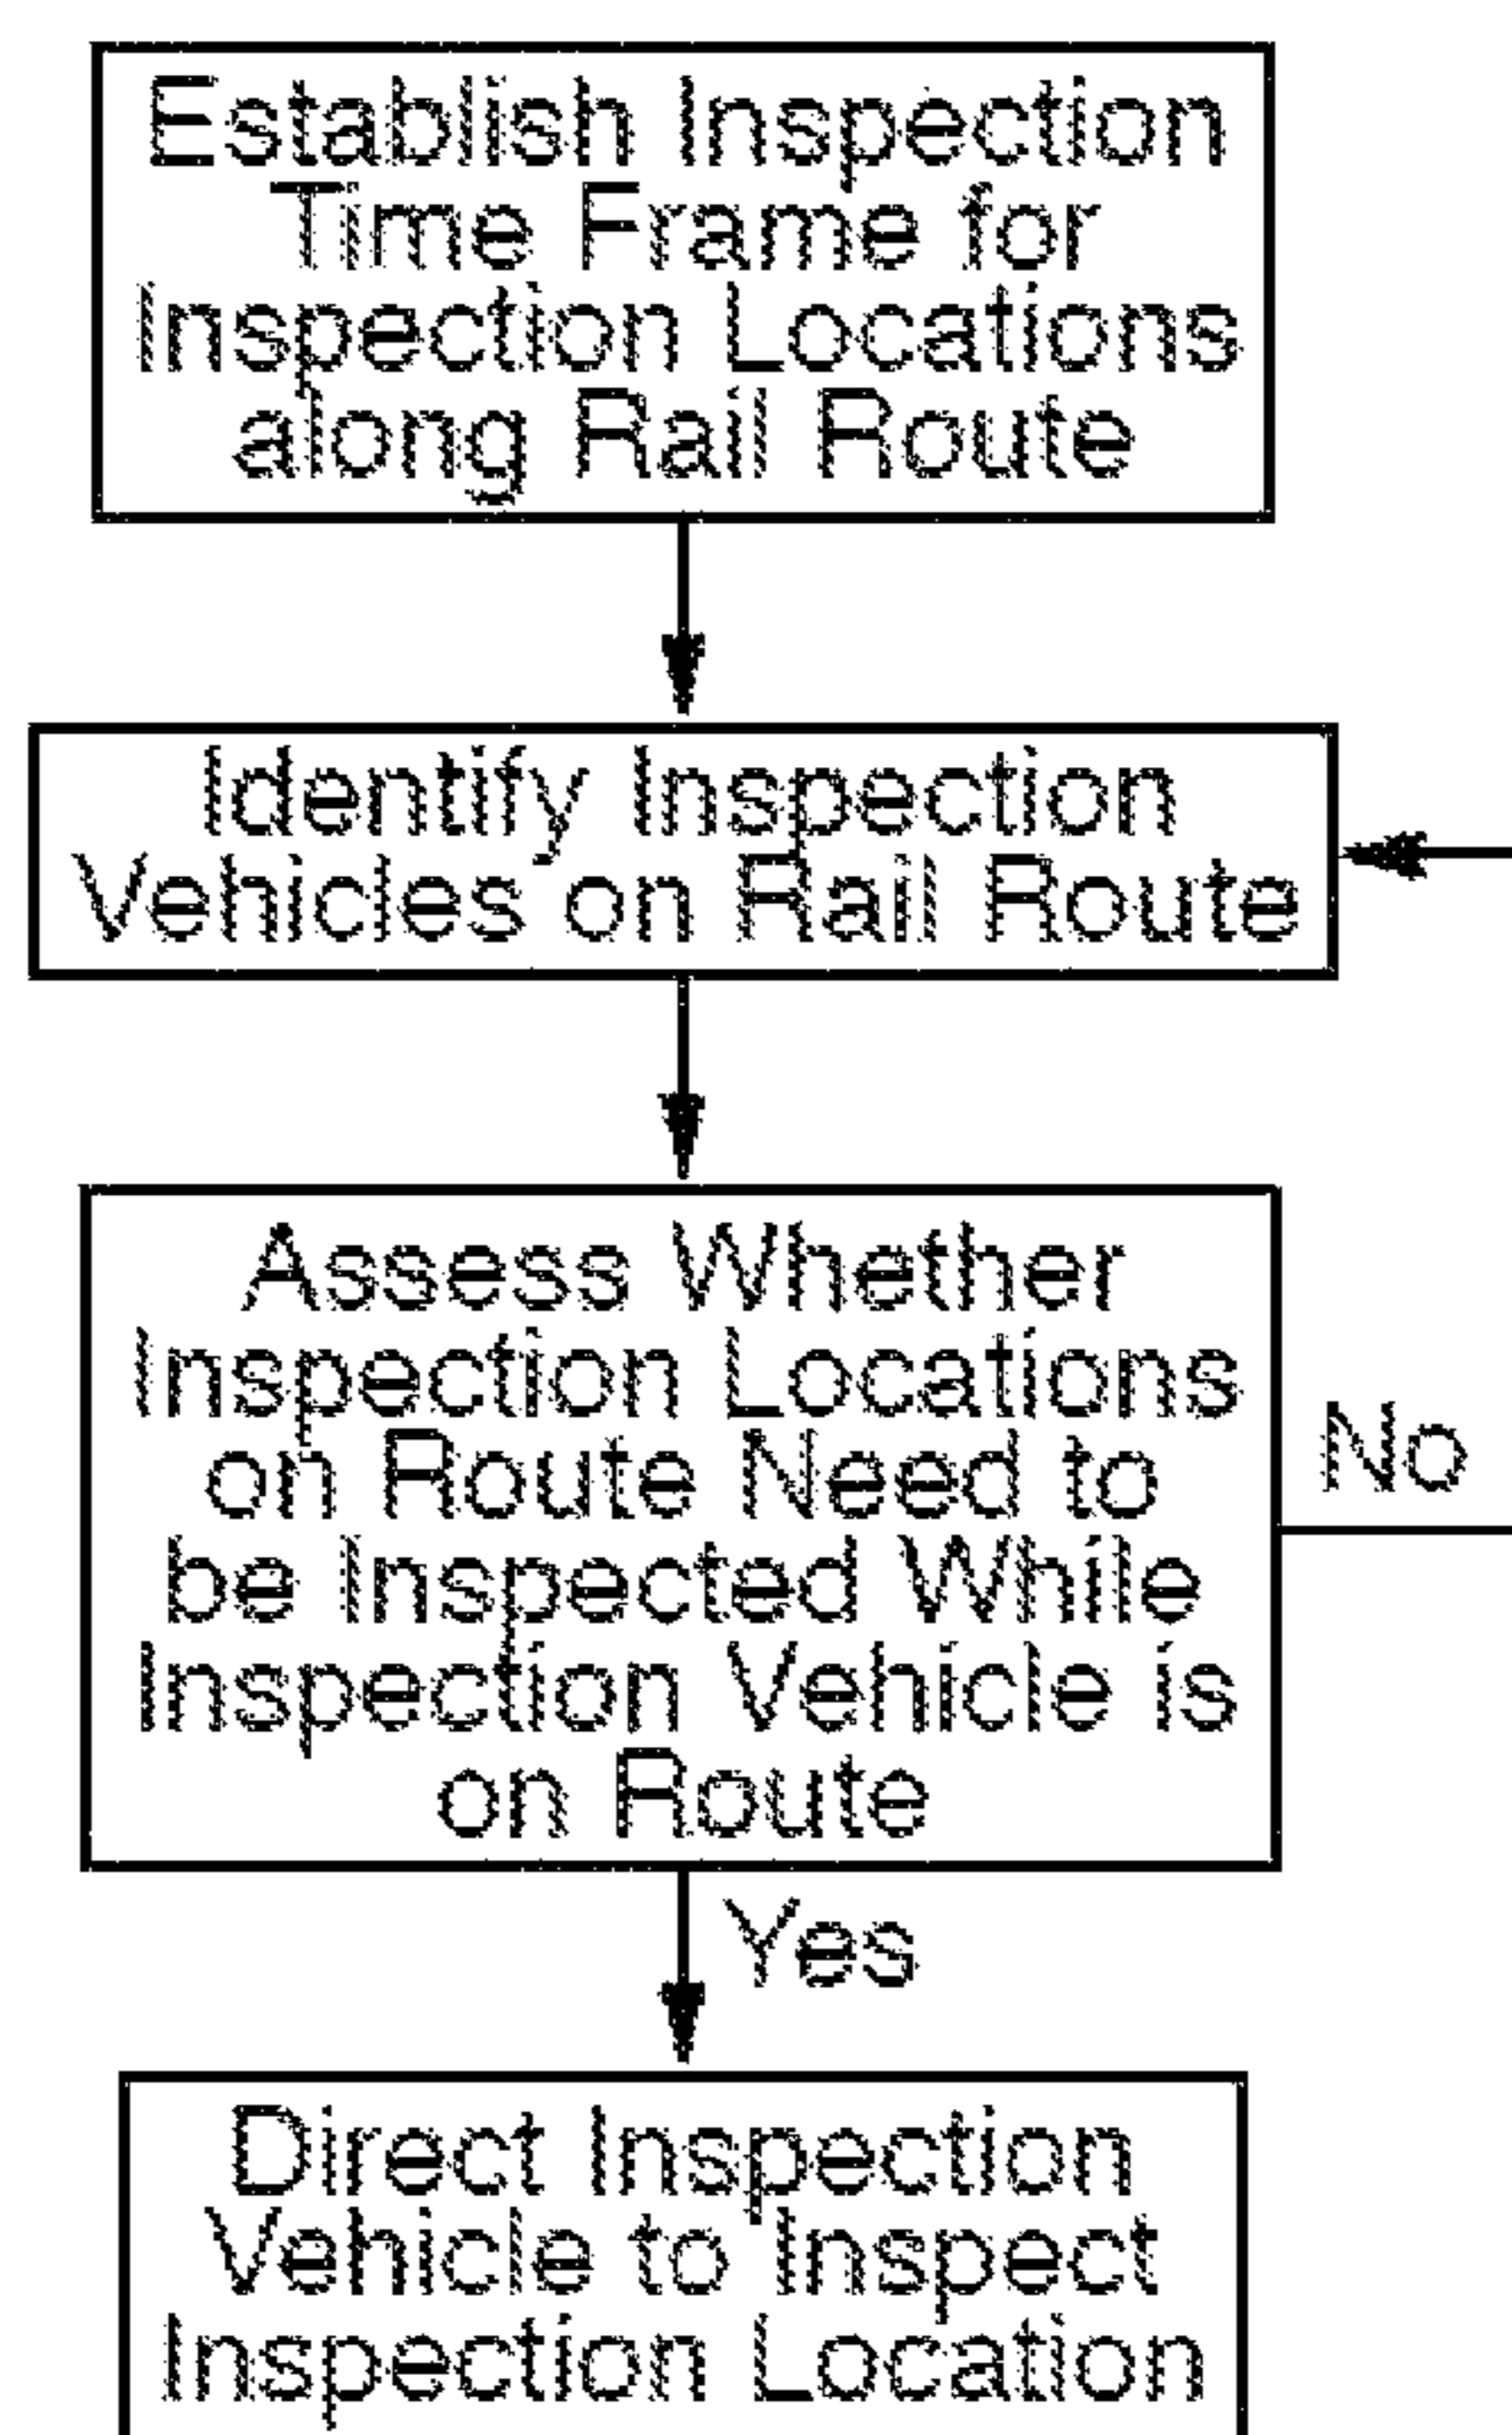 Establish Inspection
Time Frame for
Inspection Locations
along Rail Route
Identify Inspection
Vehicles on Rail Route
Assess Whether
Inspection Locations
on Route Need to
be Inspected While
Inspection Vehicle is
on Route
No
Yes
Direct Inspection
Vehicle to Inspect
Inspection Location